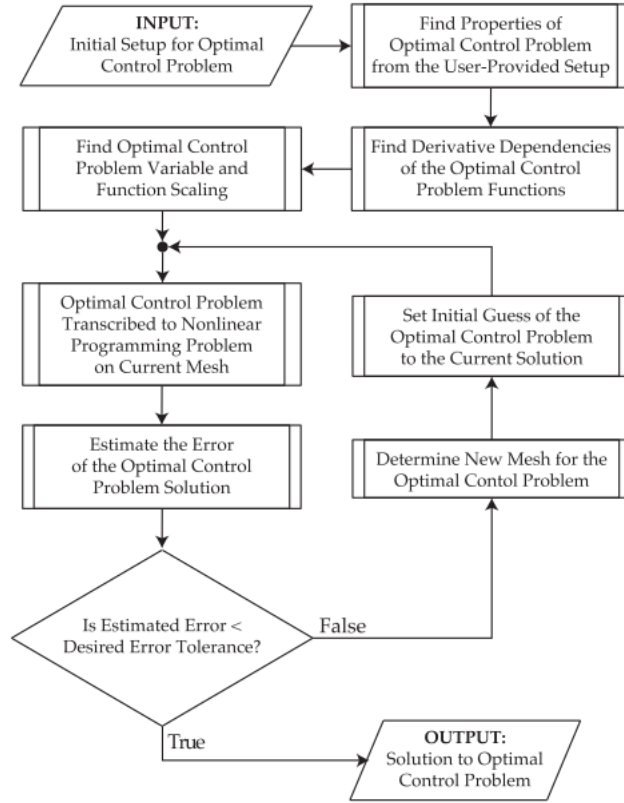 INPUT:
Initial Setup for Optimal
Control Problem
Find Properties of
Optimal Control Problem
from the User-Provided Setup
Find Derivative Dependencies
of the Optimal Control
Problem Functions
Find Optimal Control
Problem Variable and
Function Scaling
Optimal Control Problem
Transcribed to Nonlinear
Programming Problem
on Current Mesh
Estimate the Error
of the Optimal Control
Problem Solution
Is Estimated Error <
Desired Error Tolerance?
False
Determine New Mesh for the
Optimal Contol Problem
Set Initial Guess of the
Optimal Control Problem
to the Current Solution
True
OUTPUT:
Solution to Optimal
Control Problem